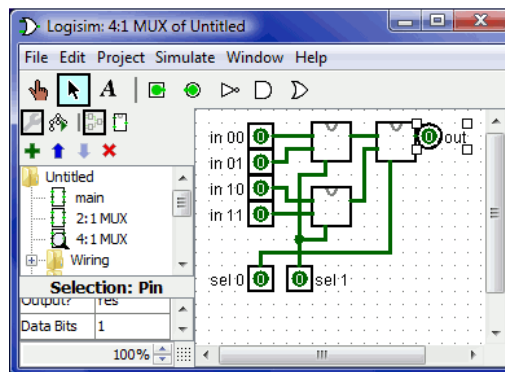 Logisim: 4:1 MUX of Untitled
File Edit Project Simulate Window Help
A
in 00
0
out
0
in 01
0
in 10
0
in 11
0
sel 0
0
0
sel 1
Untitled
main
2:1 MUX
4:1 MUX
Wiring
Selection: Pin
Output? Yes
Data Bits 1
100%